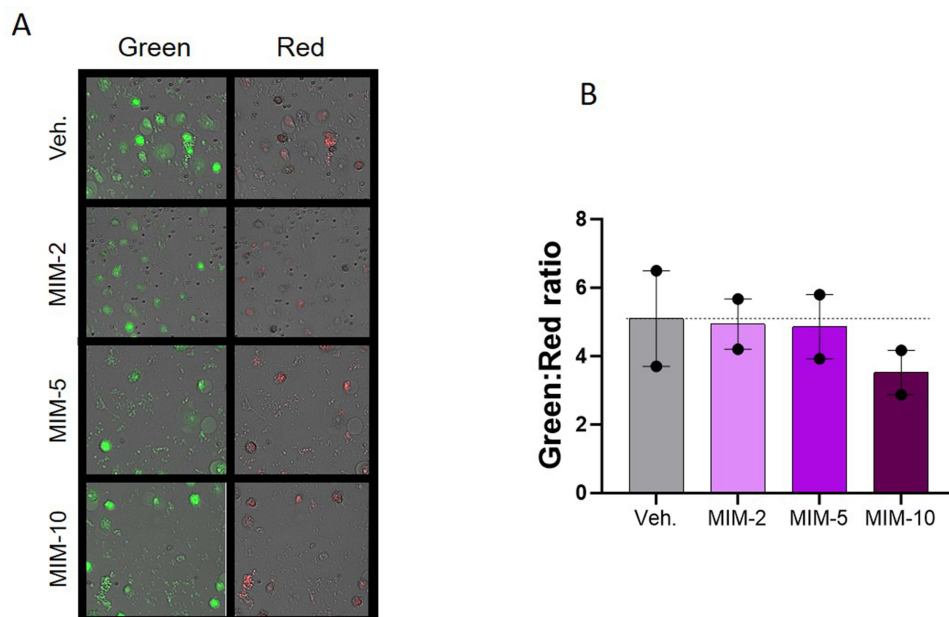 A
Green Red
Veh.
MIM-2
MIM-5
MIM-10
B
Green:Red ratio
8
6
4
2
0
Veh. MIM-2 MIM-5 MIM-10